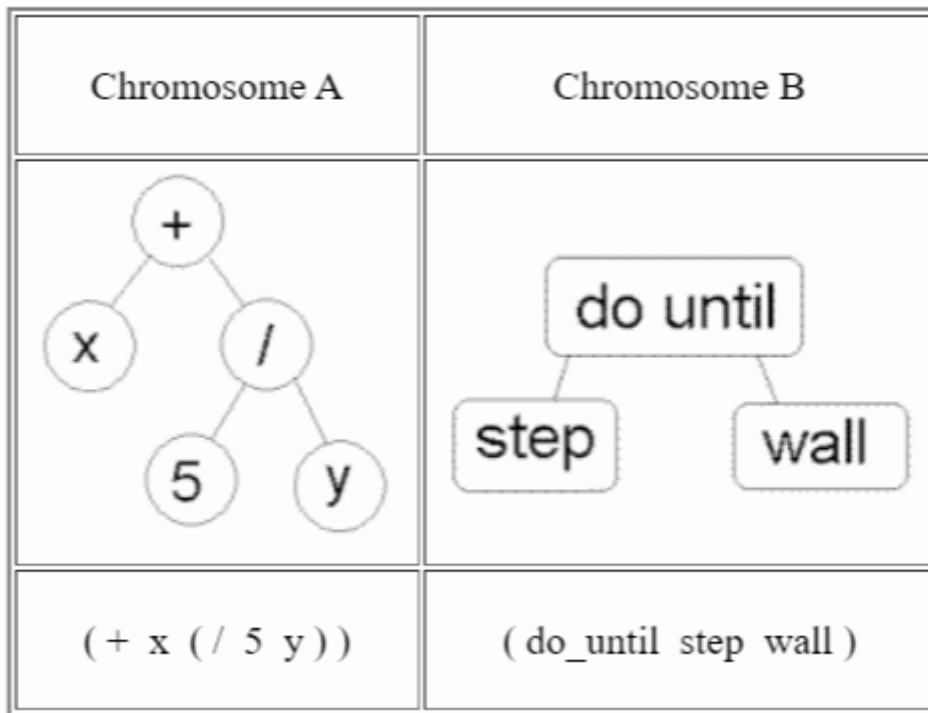 Chromosome A
Chromosome B
+
x
/
5
y
do until
step
wall
( + x ( / 5 y ) )
( do_until step wall )